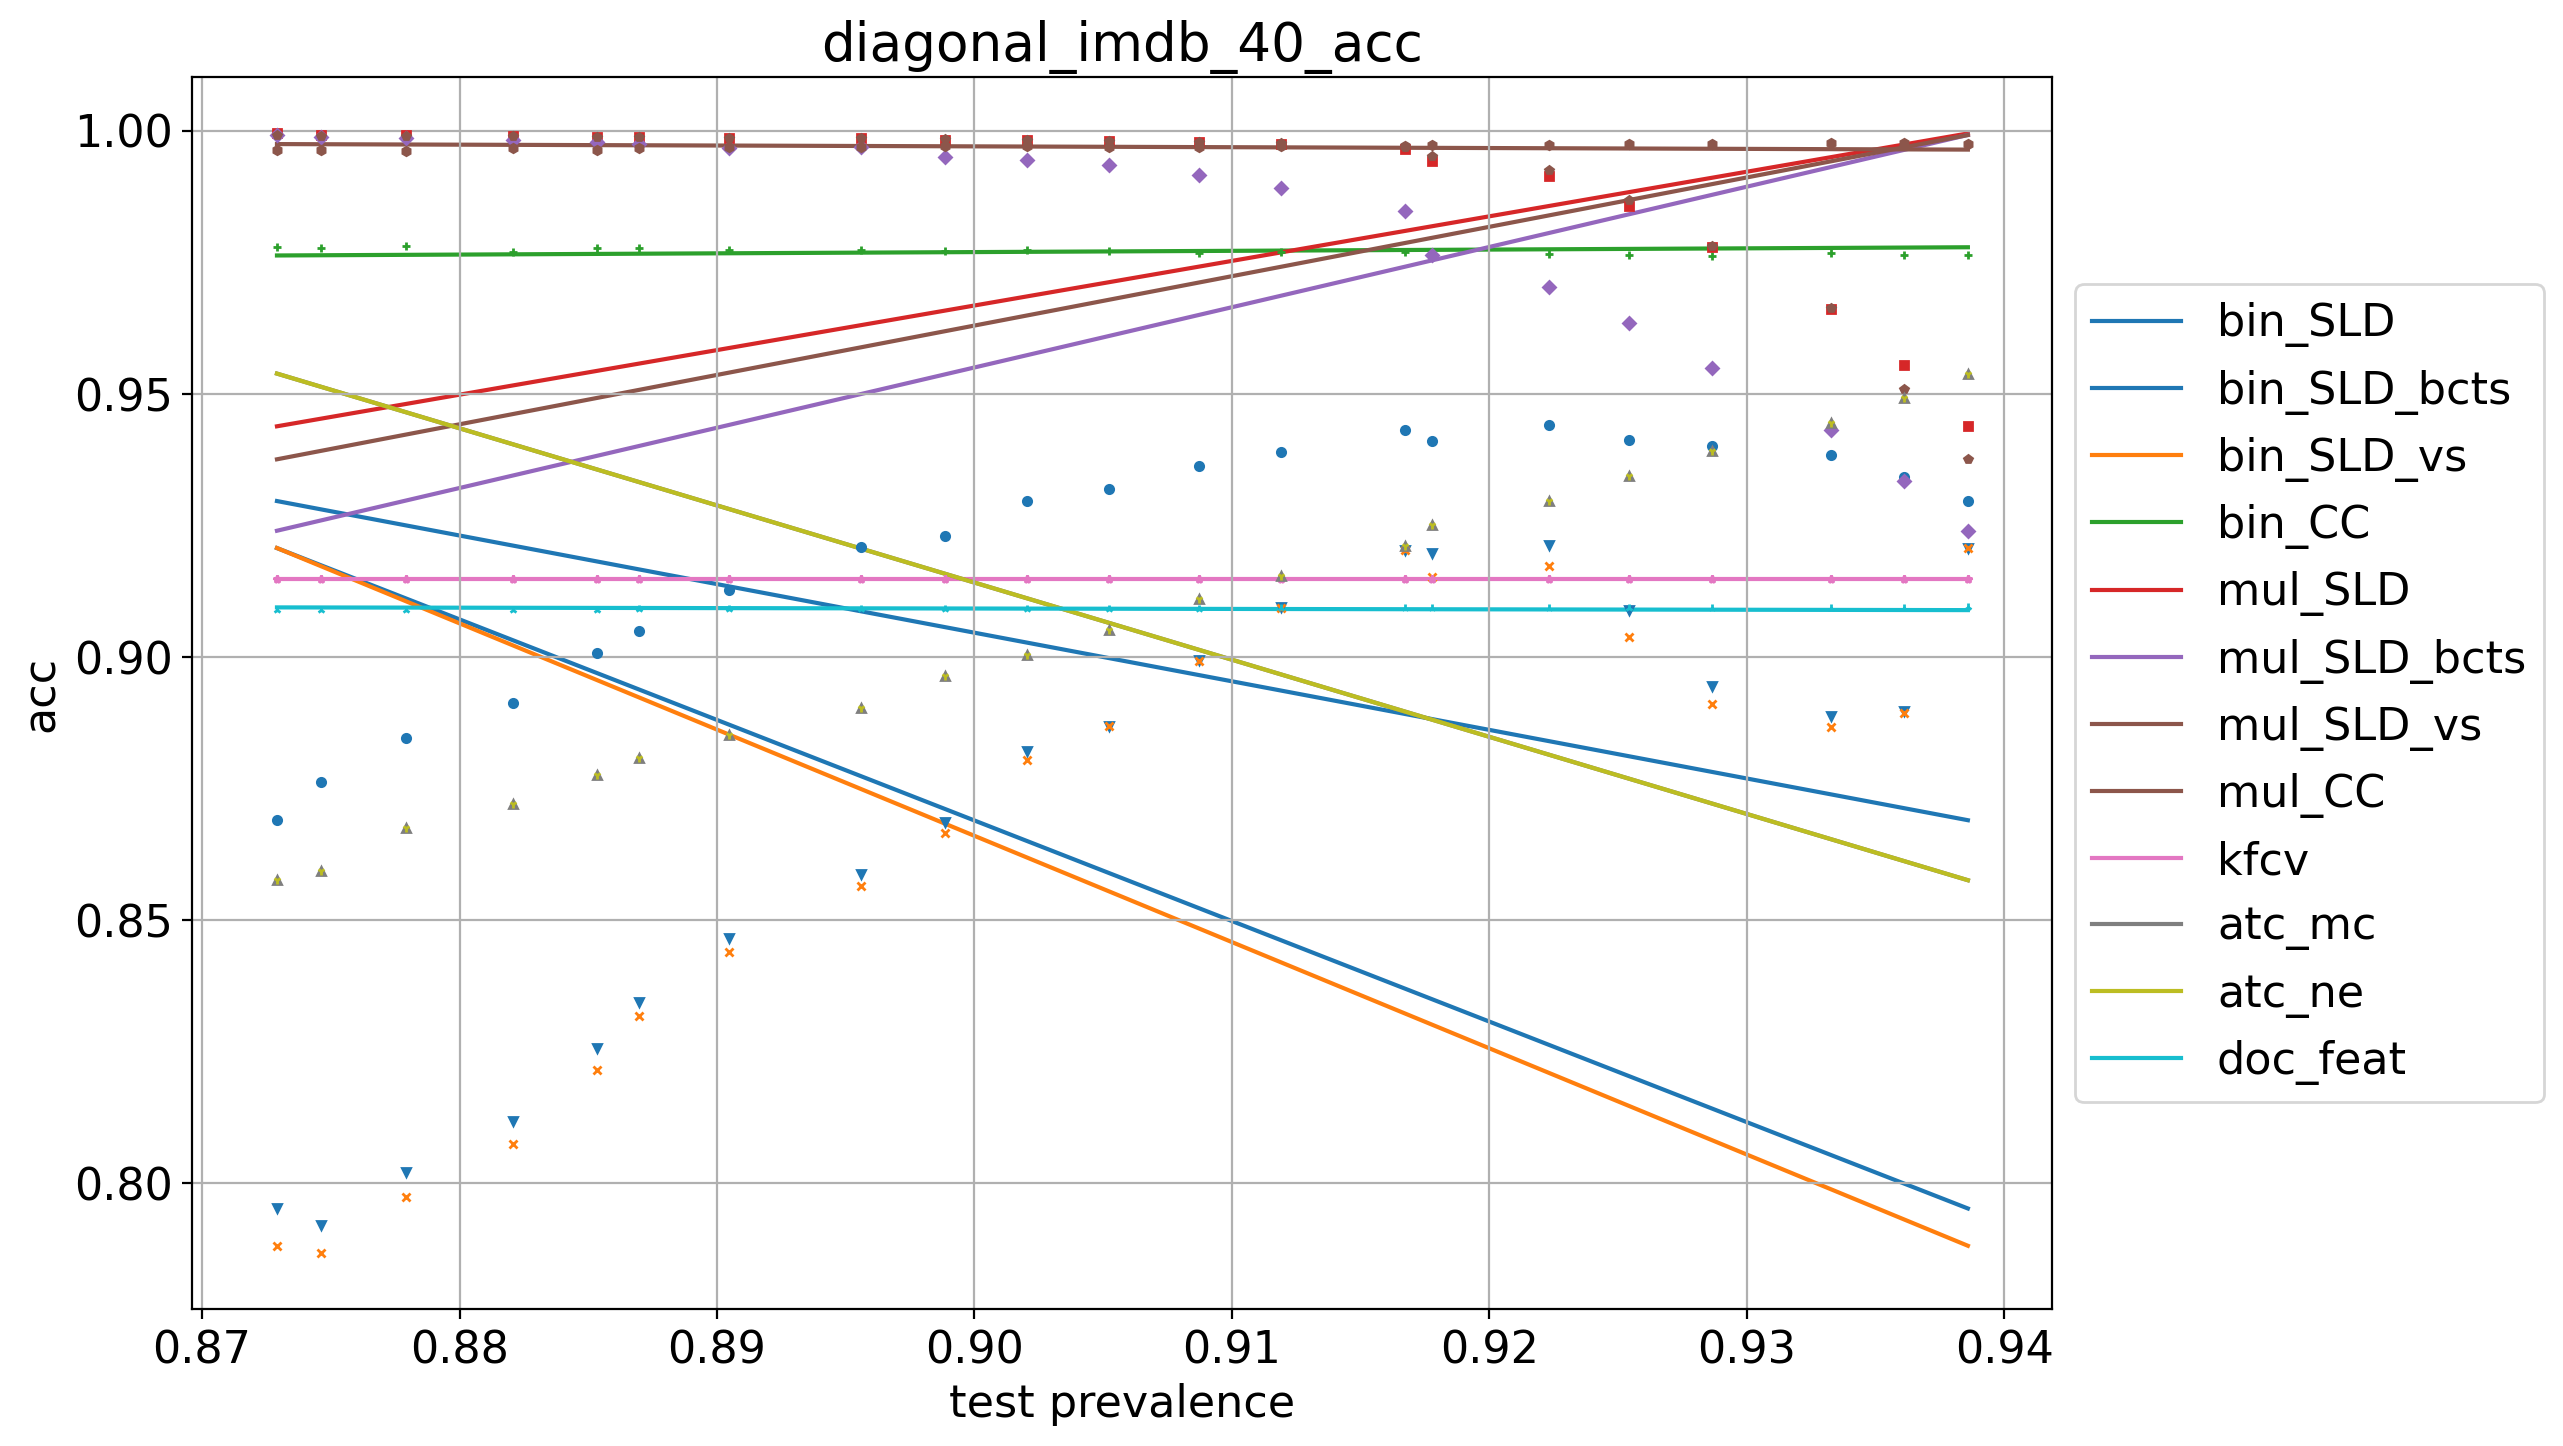 diagonal_imdb_40_acc
1.00
0.95
0.90
0.85
0.80
acc
0.87 0.88 0.89 0.90 0.91 0.92 0.93 0.94
test prevalence
bin_SLD
bin_SLD_bcts
bin_SLD_vs
bin_CC
mul_SLD
mul_SLD_bcts
mul_SLD_vs
mul_CC
kfcv
atc_mc
atc_ne
doc_feat